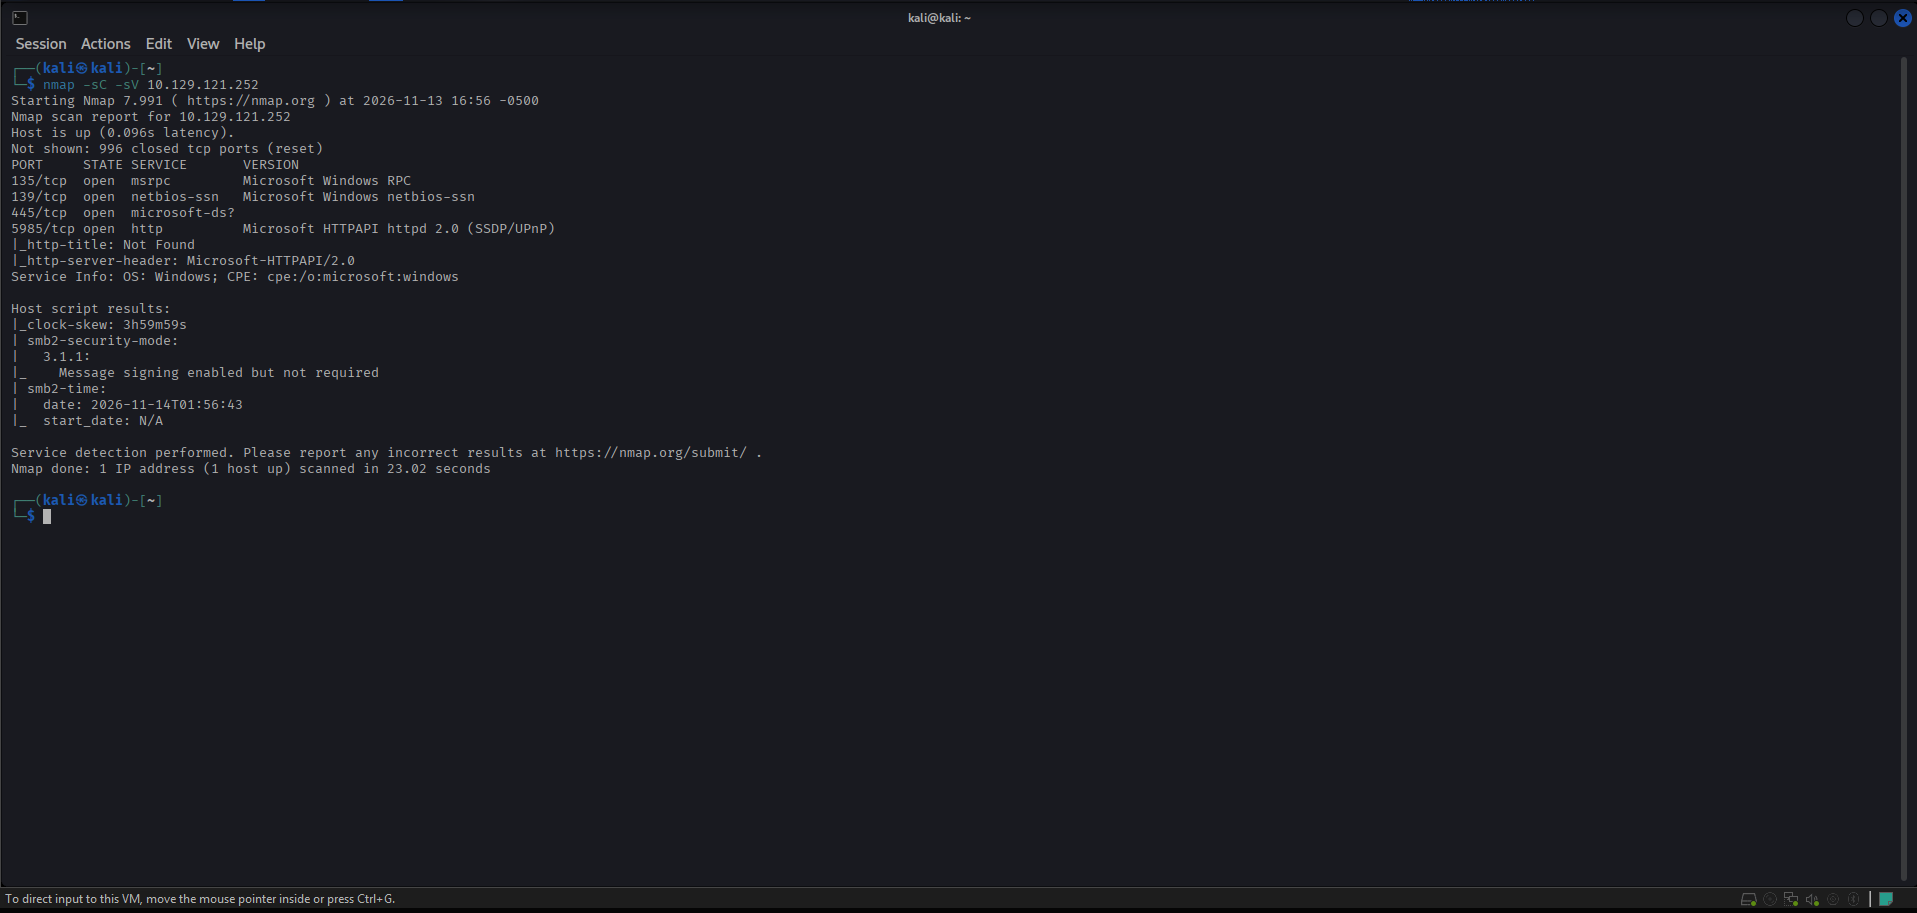 kali@kali: ~
Session Actions Edit View Help
┌──(kali㉿kali)-[~]
└─$ nmap -sC -sV 10.129.121.252
Starting Nmap 7.991 ( https://nmap.org ) at 2026-11-13 16:56 -0500
Nmap scan report for 10.129.121.252
Host is up (0.096s latency).
Not shown: 996 closed tcp ports (reset)
PORT     STATE SERVICE       VERSION
135/tcp  open  msrpc         Microsoft Windows RPC
139/tcp  open  netbios-ssn   Microsoft Windows netbios-ssn
445/tcp  open  microsoft-ds?
5985/tcp open  http          Microsoft HTTPAPI httpd 2.0 (SSDP/UPnP)
|_http-title: Not Found
|_http-server-header: Microsoft-HTTPAPI/2.0
Service Info: OS: Windows; CPE: cpe:/o:microsoft:windows
Host script results:
|_clock-skew: 3h59m59s
| smb2-security-mode:
|   3.1.1:
|_    Message signing enabled but not required
| smb2-time:
|   date: 2026-11-14T01:56:43
|_  start_date: N/A
Service detection performed. Please report any incorrect results at https://nmap.org/submit/ .
Nmap done: 1 IP address (1 host up) scanned in 23.02 seconds
┌──(kali㉿kali)-[~]
└─$
To direct input to this VM, move the mouse pointer inside or press Ctrl+G.